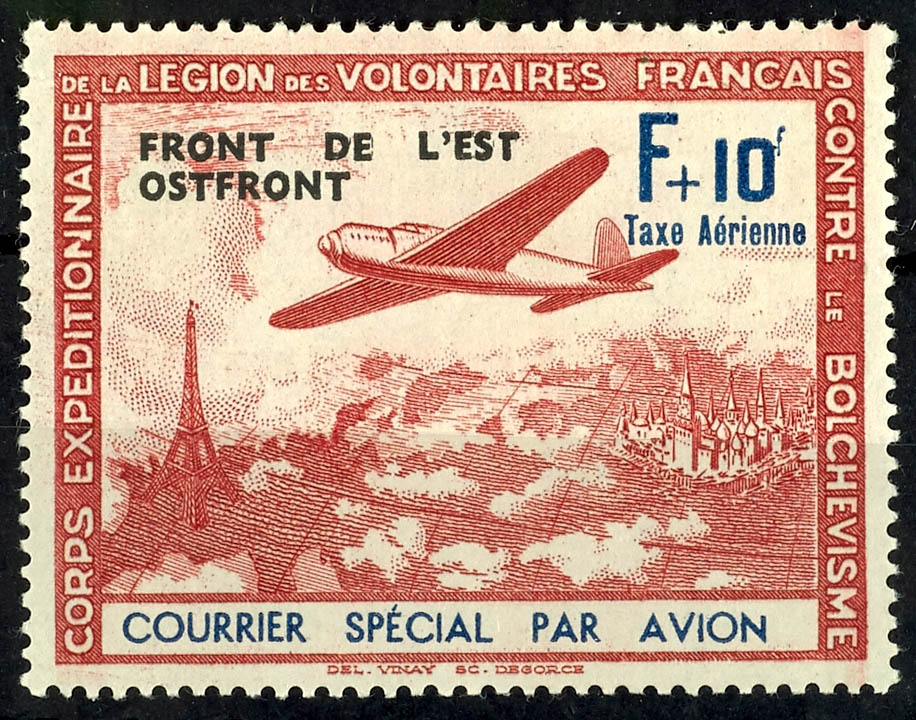 CORPS EXPEDITIONNAIRE
DE LA LEGION DES VOLONTAIRES FRANCAIS
CONTRE LE BOLCHEVISME
FRONT DE L'EST
OSTFRONT
F+10f
Taxe Aérienne
COURRIER SPÉCIAL PAR AVION
DEL. VINAY SC. DEGORCE